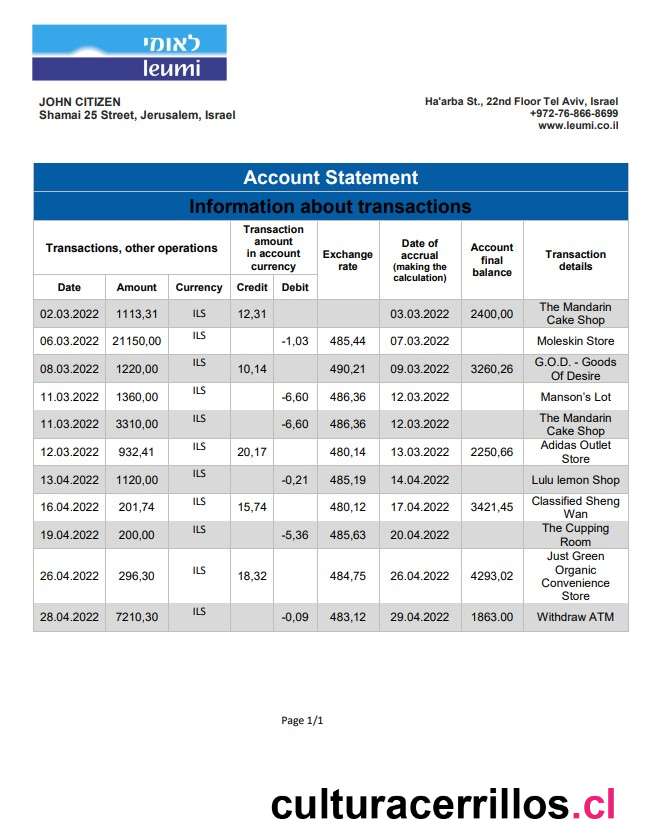 לאומי
leumi
JOHN CITIZEN
Shamai 25 Street, Jerusalem, Israel
Ha'arba St., 22nd Floor Tel Aviv, Israel
+972-76-866-8699
www.leumi.co.il
Account Statement
Information about transactions
Transactions, other operations
Transaction
amount
in account
currency
Exchange
rate
Date of
accrual
(making the
calculation)
Account
final
balance
Transaction
details
Date Amount Currency Credit Debit
02.03.2022 1113,31 ILS 12,31 03.03.2022 2400,00 The Mandarin
Cake Shop
06.03.2022 21150,00 ILS -1,03 485,44 07.03.2022 Moleskin Store
08.03.2022 1220,00 ILS 10,14 490,21 09.03.2022 3260,26 G.O.D. - Goods
Of Desire
11.03.2022 1360,00 ILS -6,60 486,36 12.03.2022 Manson's Lot
11.03.2022 3310,00 ILS -6,60 486,36 12.03.2022 The Mandarin
Cake Shop
12.03.2022 932,41 ILS 20,17 480,14 13.03.2022 2250,66 Adidas Outlet
Store
13.04.2022 1120,00 ILS -0,21 485,19 14.04.2022 Lulu lemon Shop
16.04.2022 201,74 ILS 15,74 480,12 17.04.2022 3421,45 Classified Sheng
Wan
19.04.2022 200,00 ILS -5,36 485,63 20.04.2022 The Cupping
Room
26.04.2022 296,30 ILS 18,32 484,75 26.04.2022 4293,02 Just Green
Organic
Convenience
Store
28.04.2022 7210,30 ILS -0,09 483,12 29.04.2022 1863.00 Withdraw ATM
Page 1/1
culturacerrillos.cl